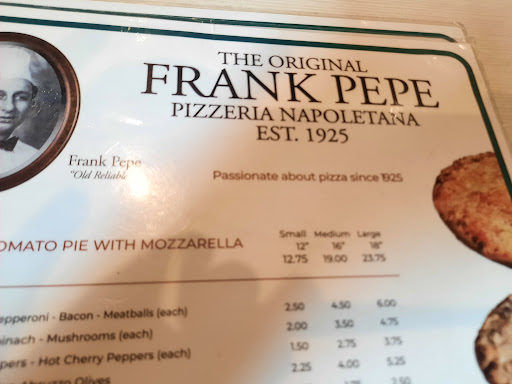 THE ORIGINAL
FRANK PEPE
PIZZERIA NAPOLETANA
EST. 1925
Frank Pepe
"Old Reliable"
Passionate about pizza since 1925
Small Medium Large
12" 16" 18"
OMATO PIE WITH MOZZARELLA 12.75 19.00 23.75
epperoni - Bacon - Meatballs (each) 2.50 4.50 6.00
pinach - Mushrooms (each) 2.00 3.50 4.75
pers - Hot Cherry Peppers (each) 1.50 2.75 3.75
Olives 2.25 4.00 5.25
2.50